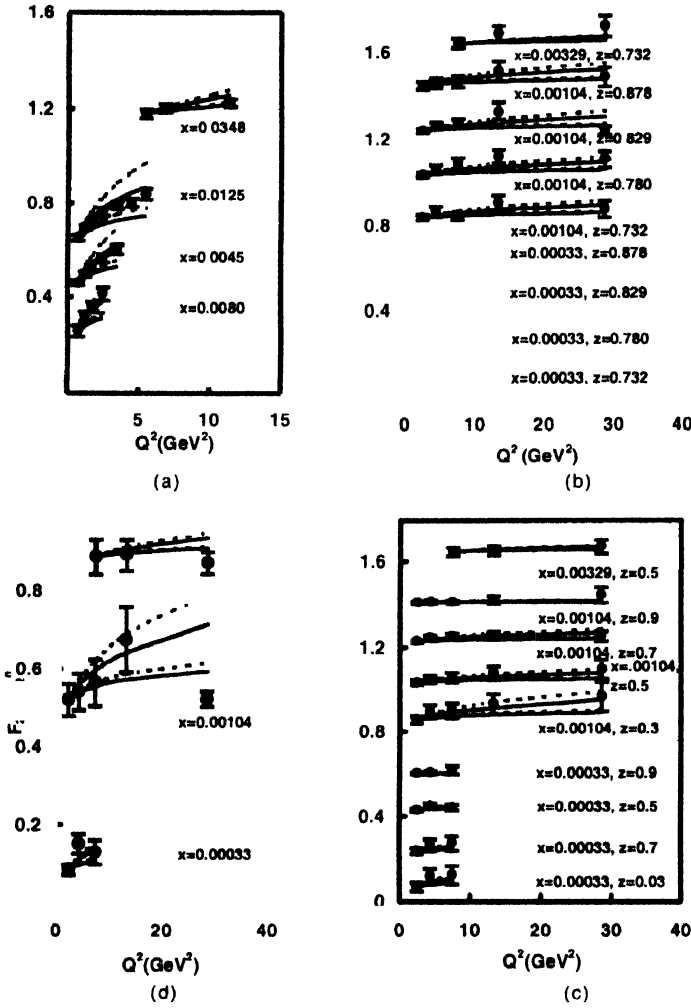 1.6
1.2
0.8
0.4
5
10
15
Q²(GeV²)
x=0 0348
x=0.0125
x=0 0045
x=0.0080
(a)
1.6
1.2
0.8
0.4
0
10
20
30
40
Q² (GeV²)
x=0.00329, z=0.732
x=0.00104, z=0.878
x=0.00104, z=0.829
x=0.00104, z=0.780
x=0.00104, z=0.732
x=0.00033, z=0.878
x=0.00033, z=0.829
x=0.00033, z=0.780
x=0.00033, z=0.732
(b)
0.8
0.6
0.4
0.2
0
20
40
Q²(GeV²)
x=0.00104
x=0.00033
(d)
1.6
1.2
0.8
0.4
0
0
10
20
30
40
Q²(GeV²)
x=0.00329, z=0.5
x=0.00104, z=0.9
x=0.00104, z=0.7
x=.00104,
z=0.5
x=0.00104, z=0.3
x=0.00033, z=0.9
x=0.00033, z=0.5
x=0.00033, z=0.7
x=0.00033, z=0.03
(c)